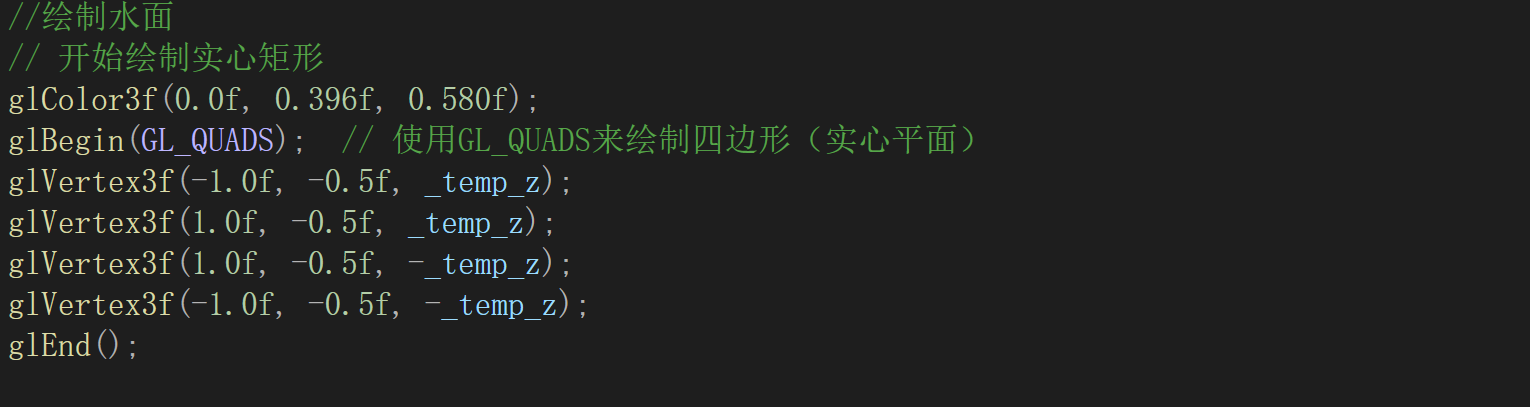 //绘制水面
// 开始绘制实心矩形
glColor3f(0.0f, 0.396f, 0.580f);
glBegin(GL_QUADS);  // 使用GL_QUADS来绘制四边形（实心平面）
glVertex3f(-1.0f, -0.5f, _temp_z);
glVertex3f(1.0f, -0.5f, _temp_z);
glVertex3f(1.0f, -0.5f, -_temp_z);
glVertex3f(-1.0f, -0.5f, -_temp_z);
glEnd();